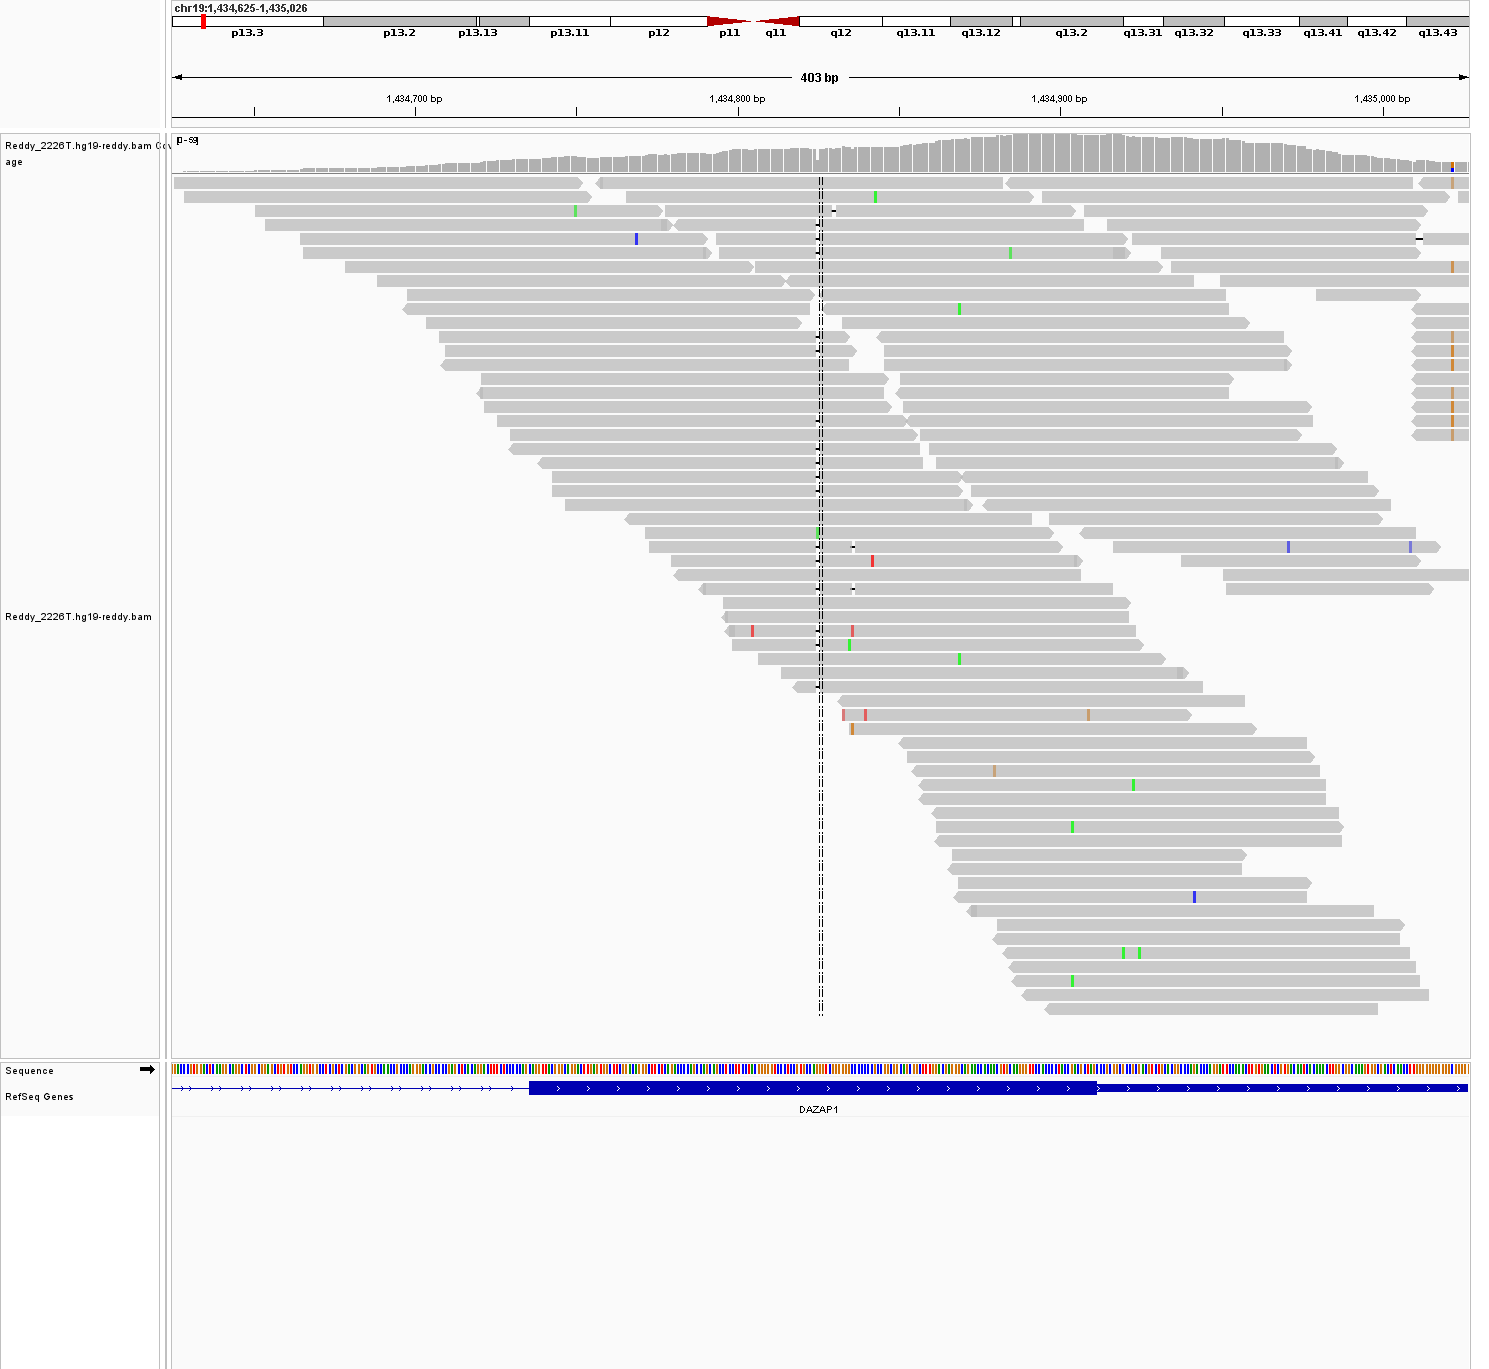 chr19:1,434,625-1,435,026
p13.3 p13.2 p13.13 p13.11 p12 p11 q11 q12 q13.11 q13.12 q13.2 q13.31 q13.32 q13.33 q13.41 q13.42 q13.43
403 bp
1,434,700 bp 1,434,800 bp 1,434,900 bp 1,435,000 bp
Reddy_2226T.hg19-reddy.bam Cov
age
[0-59]
Reddy_2226T.hg19-reddy.bam
Sequence
RefSeq Genes
DAZAP1